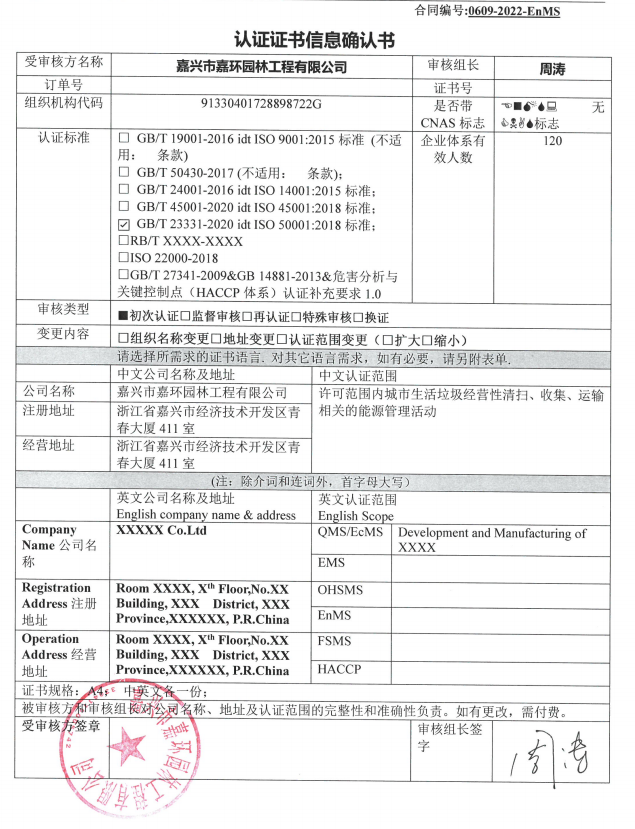 合同编号:0609-2022-EnMS
认证证书信息确认书
受审核方名称 嘉兴市嘉环园林工程有限公司 审核组长 周涛
订单号 证书号
组织机构代码 91330401728898722G 是否带 无
CNAS 标志 标志
认证标准 企业体系有 120
效人数
☐ GB/T 19001-2016 idt ISO 9001:2015 标准 (不适
用: 条款)
☐ GB/T 50430-2017 (不适用: 条款);
☐ GB/T 24001-2016 idt ISO 14001:2015 标准;
☐ GB/T 45001-2020 idt ISO 45001:2018 标准;
☑ GB/T 23331-2020 idt ISO 50001:2018 标准;
☐RB/T XXXX-XXXX
☐ISO 22000-2018
☐GB/T 27341-2009&GB 14881-2013&危害分析与
关键控制点（HACCP 体系）认证补充要求 1.0
审核类型 ■初次认证☐监督审核☐再认证☐特殊审核☐换证
变更内容 ☐组织名称变更☐地址变更☐认证范围变更（☐扩大☐缩小）
请选择所需求的证书语言. 对其它语言需求，如有必要，请另附表单.
中文公司名称及地址 中文认证范围
公司名称 嘉兴市嘉环园林工程有限公司 许可范围内城市生活垃圾经营性清扫、收集、运输
相关的能源管理活动
注册地址 浙江省嘉兴市经济技术开发区青
春大厦 411 室
经营地址 浙江省嘉兴市经济技术开发区青
春大厦 411 室
(注：除介词和连词外，首字母大写)
英文公司名称及地址 英文认证范围
English company name & address English Scope
Company XXXXX Co.Ltd QMS/EcMS Development and Manufacturing of
Name 公司名 XXXX
称 EMS
Registration Room XXXX, Xth Floor,No.XX OHSMS
Address 注册 Building, XXX District, XXX
地址 Province,XXXXXX, P.R.China EnMS
Operation Room XXXX, Xth Floor,No.XX FSMS
Address 经营 Building, XXX District, XXX
地址 Province,XXXXXX, P.R.China HACCP
证书规格：A4； 中英文各一份；
被审核方和审核组长对公司名称、地址及认证范围的完整性和准确性负责。如有更改，需付费。
受审核方签章 审核组长签
字 周涛
嘉兴市嘉环园林工程有限公司